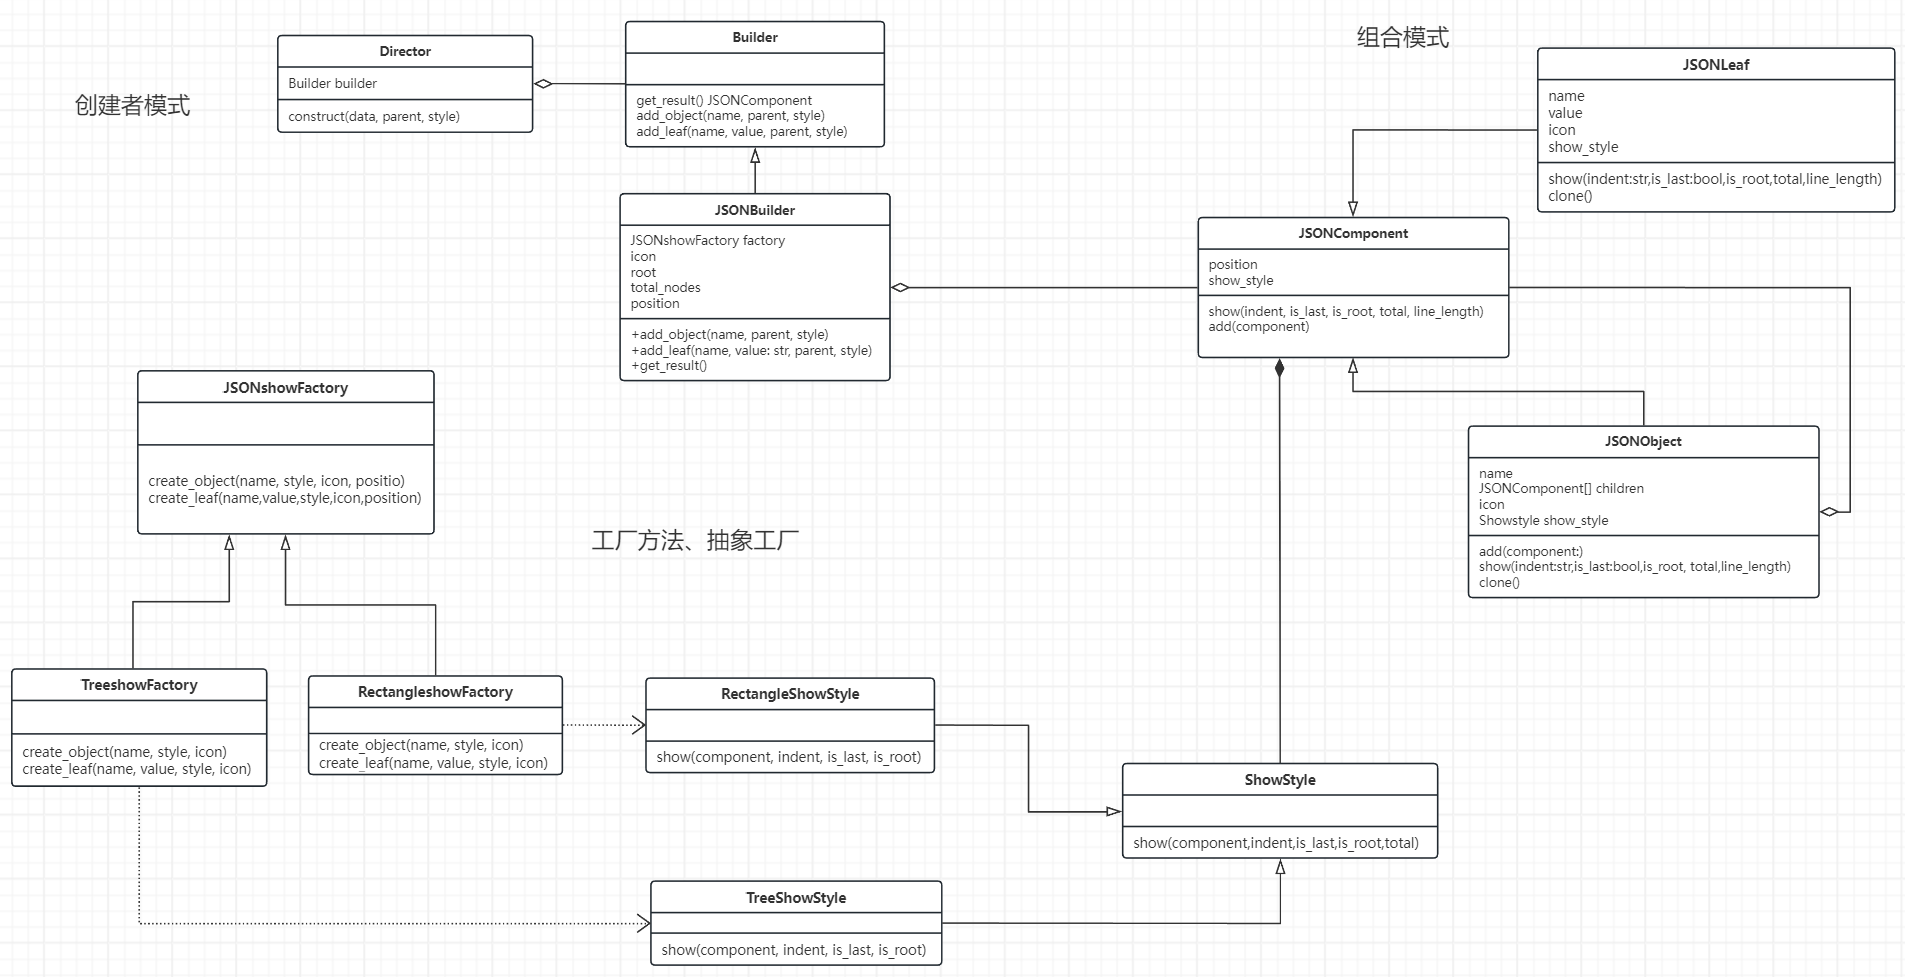 创建者模式
Director
Builder builder
construct(data, parent, style)
Builder
get_result() JSONComponent
add_object(name, parent, style)
add_leaf(name, value, parent, style)
组合模式
JSONLeaf
name
value
icon
show_style
show(indent:str,is_last:bool,is_root,total,line_length)
clone()
JSONBuilder
JSONshowFactory factory
icon
root
total_nodes
position
+add_object(name, parent, style)
+add_leaf(name, value: str, parent, style)
+get_result()
JSONComponent
position
show_style
show(indent, is_last, is_root, total, line_length)
add(component)
JSONshowFactory
create_object(name, style, icon, positio)
create_leaf(name,value,style,icon,position)
JSONObject
name
JSONComponent[] children
icon
Showstyle show_style
add(component:)
show(indent:str,is_last:bool,is_root, total,line_length)
clone()
工厂方法、抽象工厂
TreeshowFactory
create_object(name, style, icon)
create_leaf(name, value, style, icon)
RectangleshowFactory
create_object(name, style, icon)
create_leaf(name, value, style, icon)
RectangleShowStyle
show(component, indent, is_last, is_root)
ShowStyle
show(component,indent,is_last,is_root,total)
TreeShowStyle
show(component, indent, is_last, is_root)